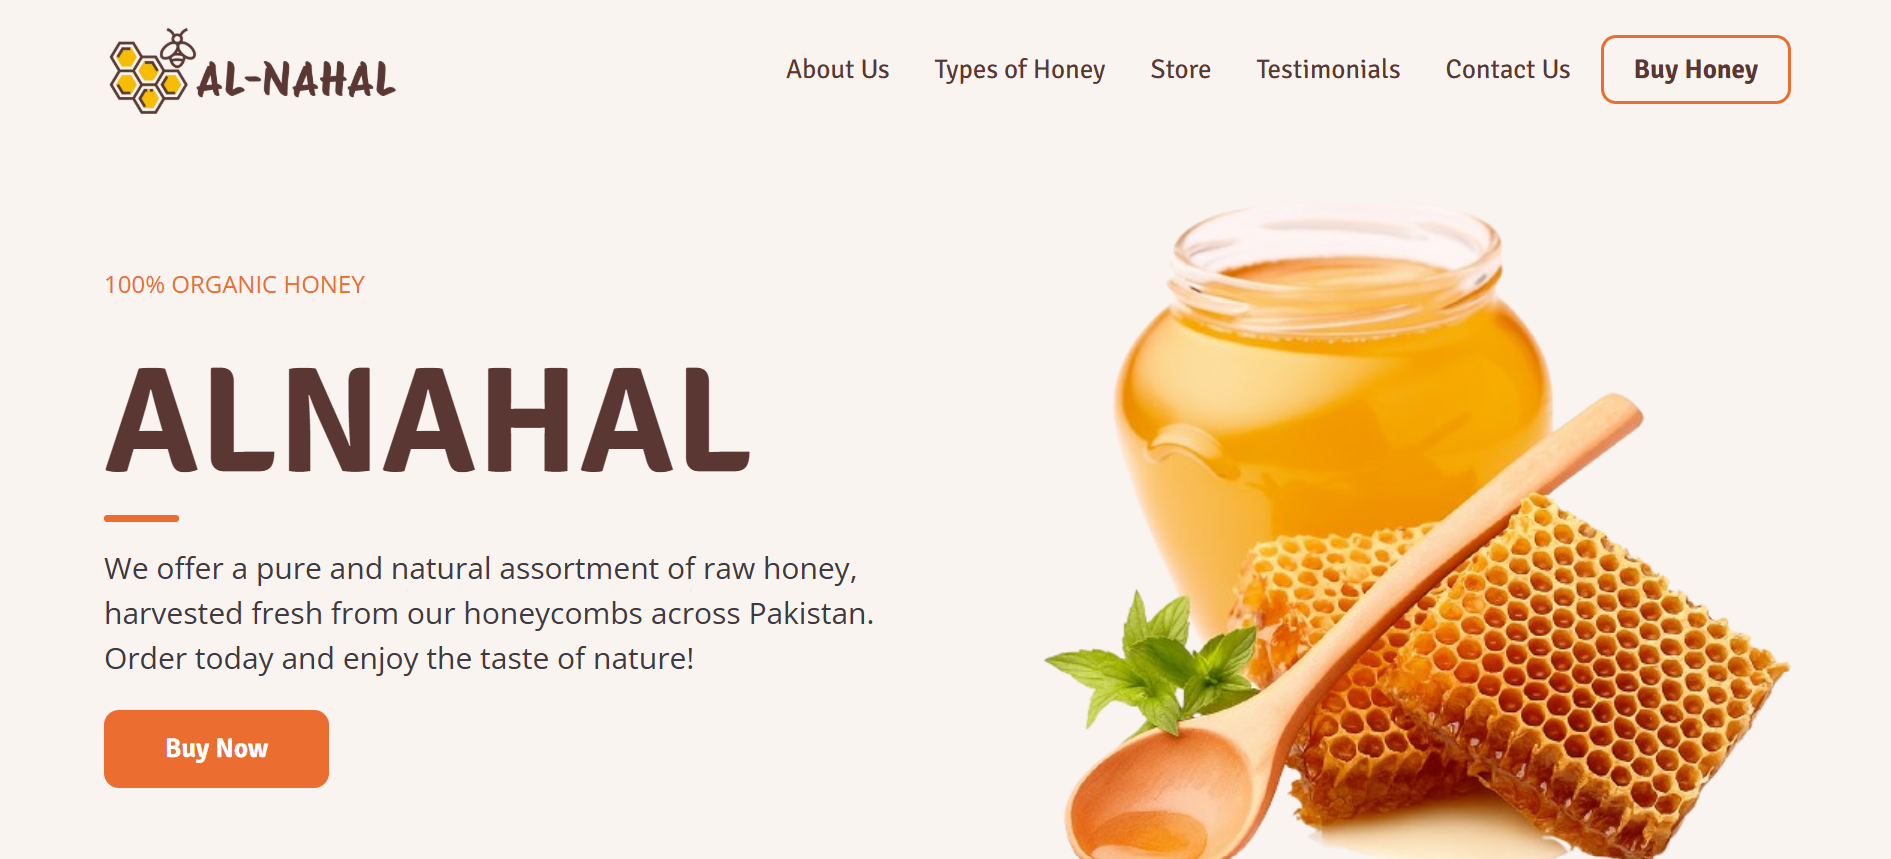 AL-NAHAL
About Us
Types of Honey
Store
Testimonials
Contact Us
Buy Honey
100% ORGANIC HONEY
ALNAHAL
We offer a pure and natural assortment of raw honey,
harvested fresh from our honeycombs across Pakistan.
Order today and enjoy the taste of nature!
Buy Now